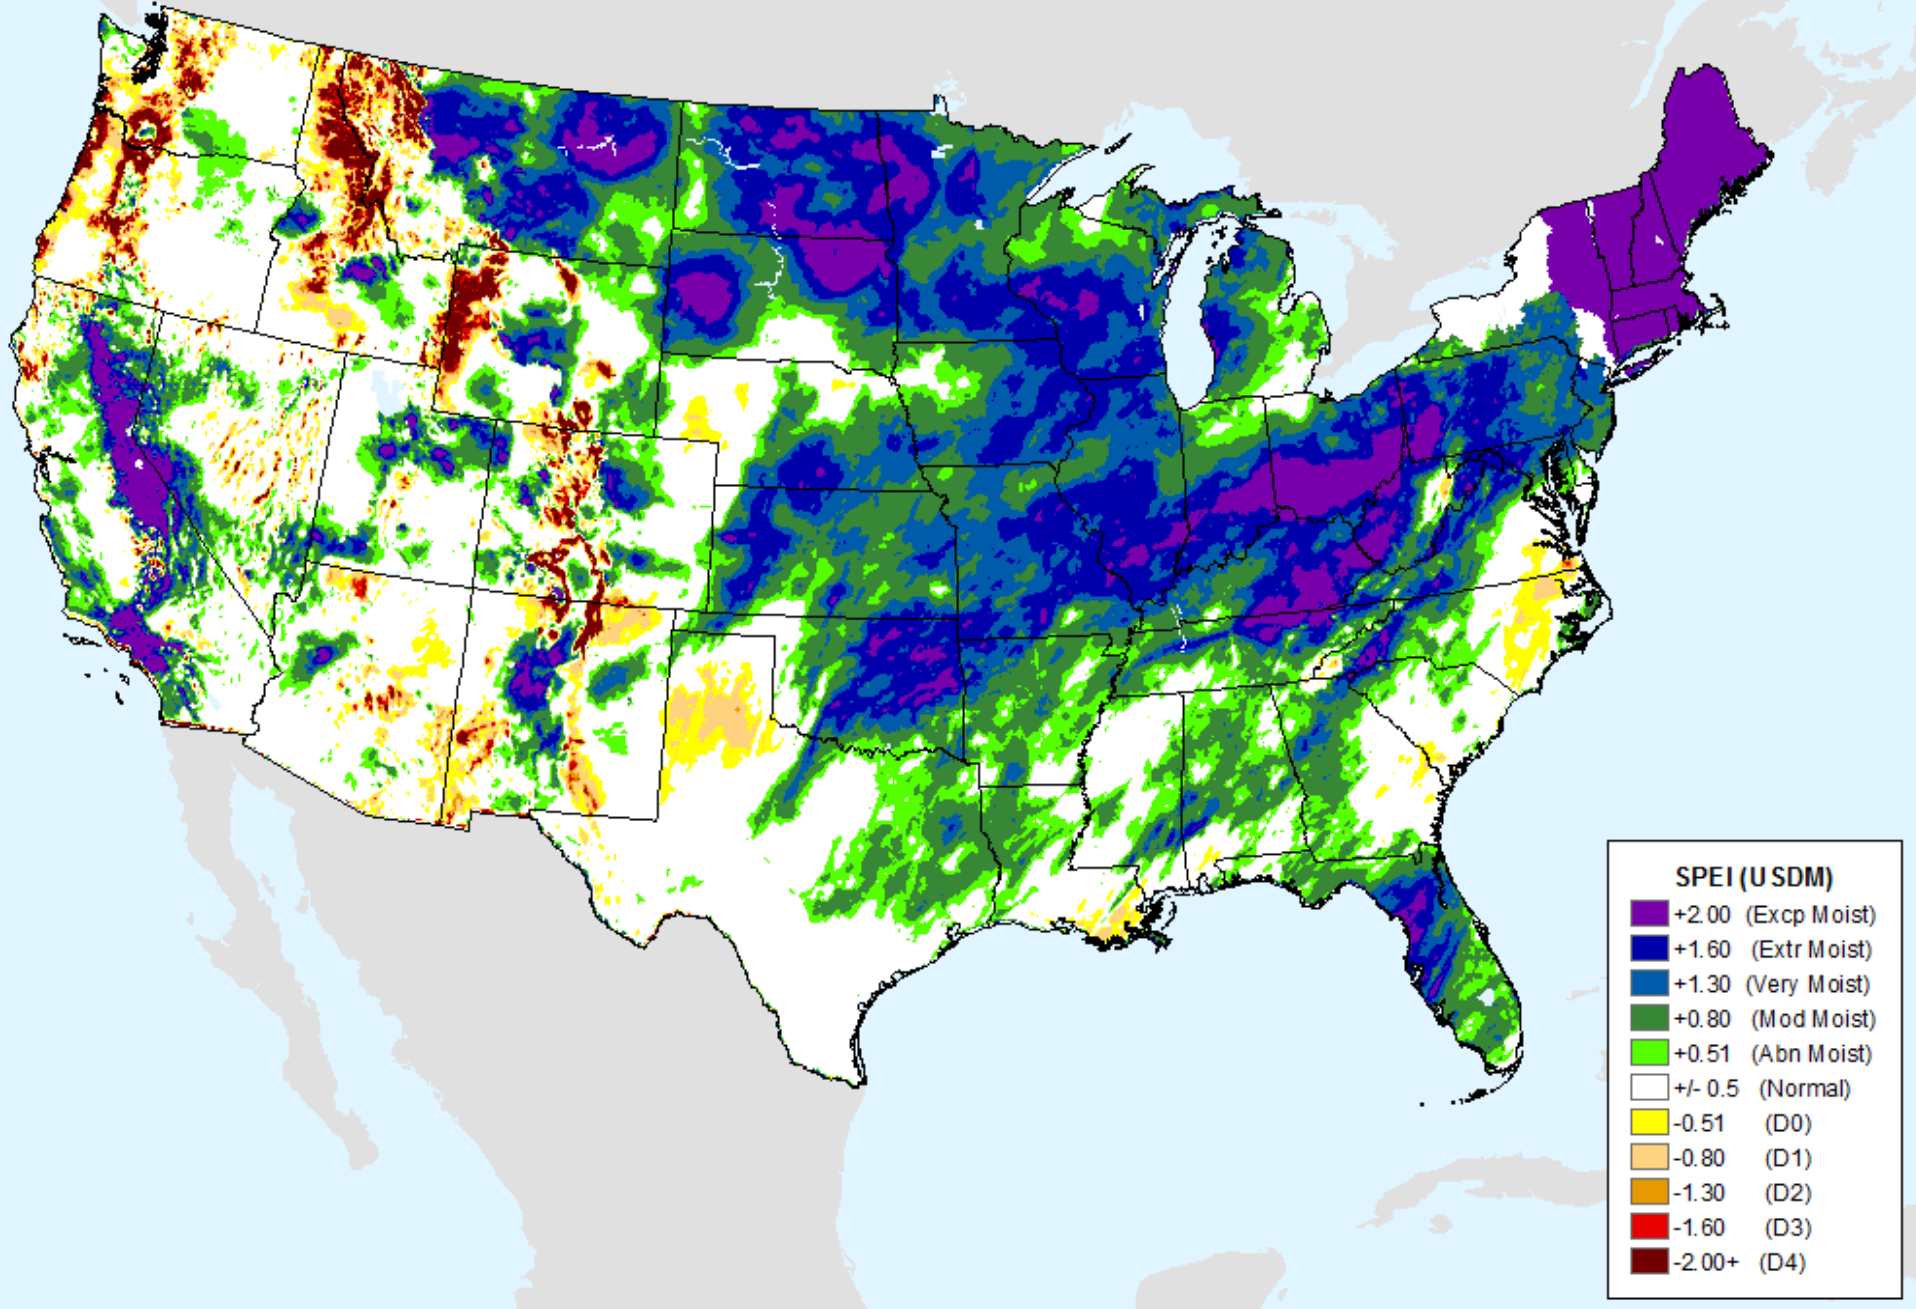 SPEI (USDM)
+2.00 (Excp Moist)
+1.60 (Extr Moist)
+1.30 (Very Moist)
+0.80 (Mod Moist)
+0.51 (Abn Moist)
+/- 0.5 (Normal)
-0.51 (D0)
-0.80 (D1)
-1.30 (D2)
-1.60 (D3)
-2.00+ (D4)